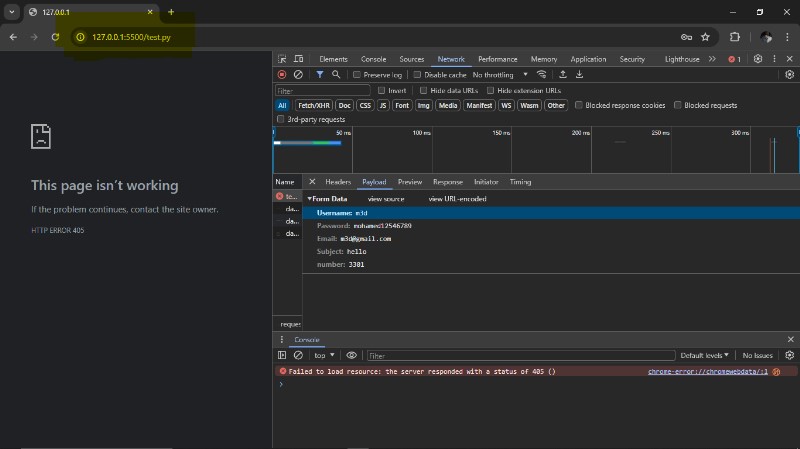 127.0.0.1
127.0.0.1:5500/test.py
Elements Console Sources Network Performance Memory Application Security Lighthouse 1
Preserve log Disable cache No throttling
Filter Invert Hide data URLs Hide extension URLs
All Fetch/XHR Doc CSS JS Font Img Media Manifest WS Wasm Other Blocked response cookies Blocked requests
3rd-party requests
50 ms 100 ms 150 ms 200 ms 250 ms 300 ms
Name Headers Payload Preview Response Initiator Timing
te...
da...
da...
da...
Form Data view source view URL-encoded
Username: m3d
Password: mohamed12546789
Email: m3d@gmail.com
Subject: hello
number: 3301
This page isn't working
If the problem continues, contact the site owner.
HTTP ERROR 405
reques
Console
top Filter Default levels No Issues
Failed to load resource: the server responded with a status of 405 () chrome-error://chromewebdata/:1